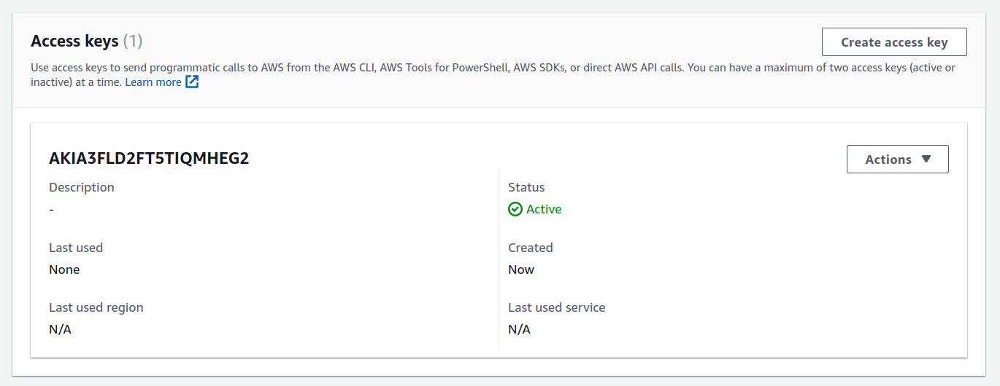 Access keys (1)
Create access key
Use access keys to send programmatic calls to AWS from the AWS CLI, AWS Tools for PowerShell, AWS SDKs, or direct AWS API calls. You can have a maximum of two access keys (active or
inactive) at a time. Learn more
AKIA3FLD2FT5TIQMHEG2
Actions
Description
-
Status
Active
Last used
None
Created
Now
Last used region
N/A
Last used service
N/A